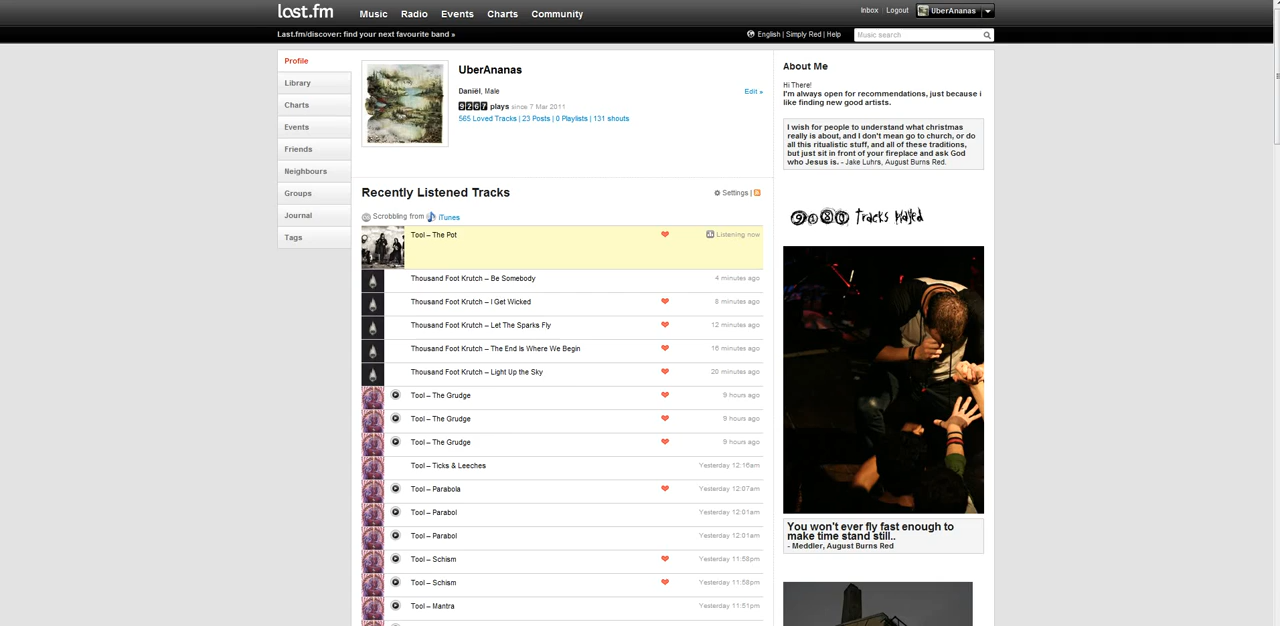 last.fm
Music Radio Events Charts Community
Inbox Logout UberAnanas
Last.fm/discover: find your next favourite band »
English | Simply Red | Help
Music search
Profile
Library
Charts
Events
Friends
Neighbours
Groups
Journal
Tags
UberAnanas
Daniël, Male
Edit »
9267 plays since 7 Mar 2011
565 Loved Tracks | 23 Posts | 0 Playlists | 131 shouts
Recently Listened Tracks
Settings |
Scrobbling from iTunes
Tool – The Pot Listening now
Thousand Foot Krutch – Be Somebody 4 minutes ago
Thousand Foot Krutch – I Get Wicked 8 minutes ago
Thousand Foot Krutch – Let The Sparks Fly 12 minutes ago
Thousand Foot Krutch – The End Is Where We Begin 16 minutes ago
Thousand Foot Krutch – Light Up the Sky 20 minutes ago
Tool – The Grudge 9 hours ago
Tool – The Grudge 9 hours ago
Tool – The Grudge 9 hours ago
Tool – Ticks & Leeches Yesterday 12:16am
Tool – Parabola Yesterday 12:07am
Tool – Parabol Yesterday 12:01am
Tool – Parabol Yesterday 12:01am
Tool – Schism Yesterday 11:58pm
Tool – Schism Yesterday 11:58pm
Tool – Mantra Yesterday 11:51pm
About Me
Hi There!
I'm always open for recommendations, just because i
like finding new good artists.
I wish for people to understand what christmas
really is about, and I don't mean go to church, or do
all this ritualistic stuff, and all of these traditions,
but just sit in front of your fireplace and ask God
who Jesus is. - Jake Luhrs, August Burns Red.
Tracks Played
You won't ever fly fast enough to
make time stand still..
- Meddler, August Burns Red